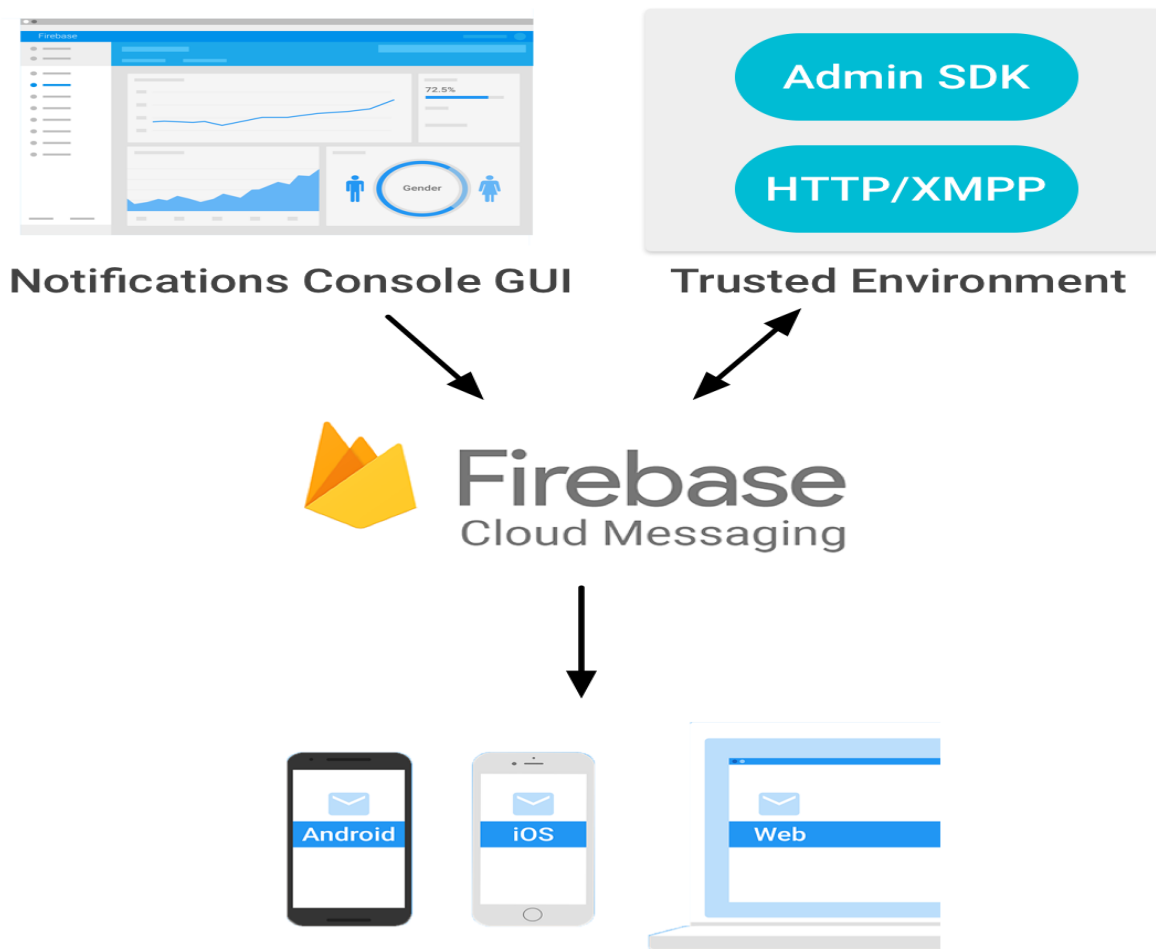 Firebase
72.5%
Gender
Notifications Console GUI
Admin SDK
HTTP/XMPP
Trusted Environment
Firebase
Cloud Messaging
Android
iOS
Web